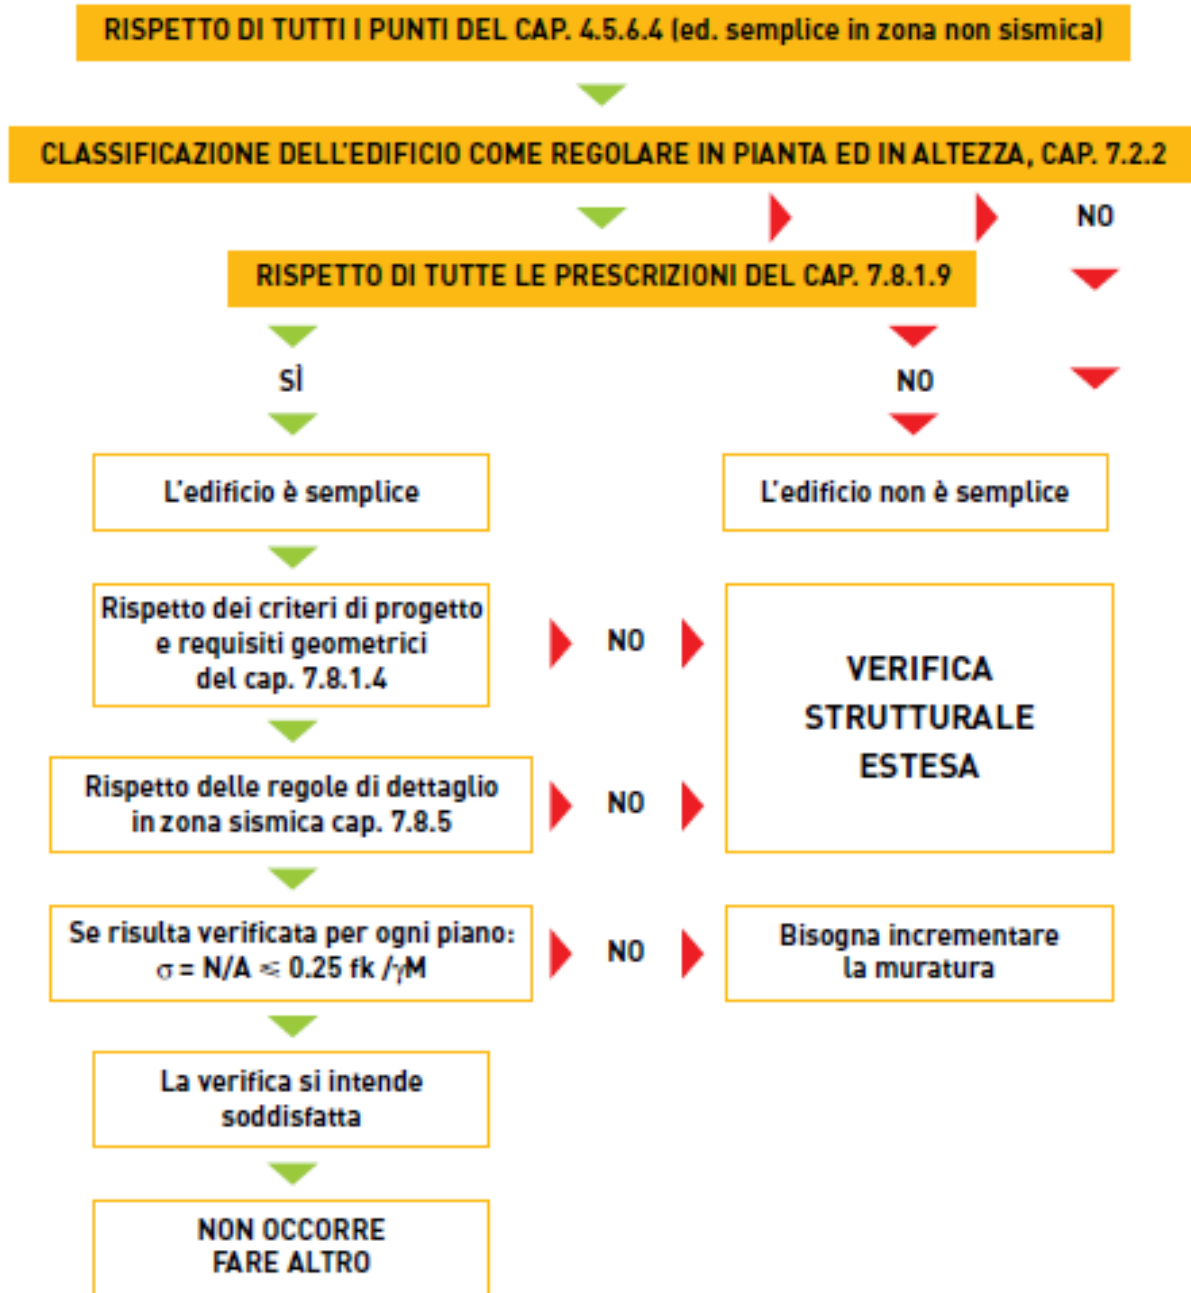 RISPETTO DI TUTTI I PUNTI DEL CAP. 4.5.6.4 (ed. semplice in zona non sismica)
CLASSIFICAZIONE DELL'EDIFICIO COME REGOLARE IN PIANTA ED IN ALTEZZA, CAP. 7.2.2
NO
RISPETTO DI TUTTE LE PRESCRIZIONI DEL CAP. 7.8.1.9
SÌ
NO
L'edificio è semplice
L'edificio non è semplice
Rispetto dei criteri di progetto
e requisiti geometrici
del cap. 7.8.1.4
NO
VERIFICA
STRUTTURALE
ESTESA
Rispetto delle regole di dettaglio
in zona sismica cap. 7.8.5
NO
Se risulta verificata per ogni piano:
σ = N/A ⩽ 0.25 fk /γM
NO
Bisogna incrementare
la muratura
La verifica si intende
soddisfatta
NON OCCORRE
FARE ALTRO